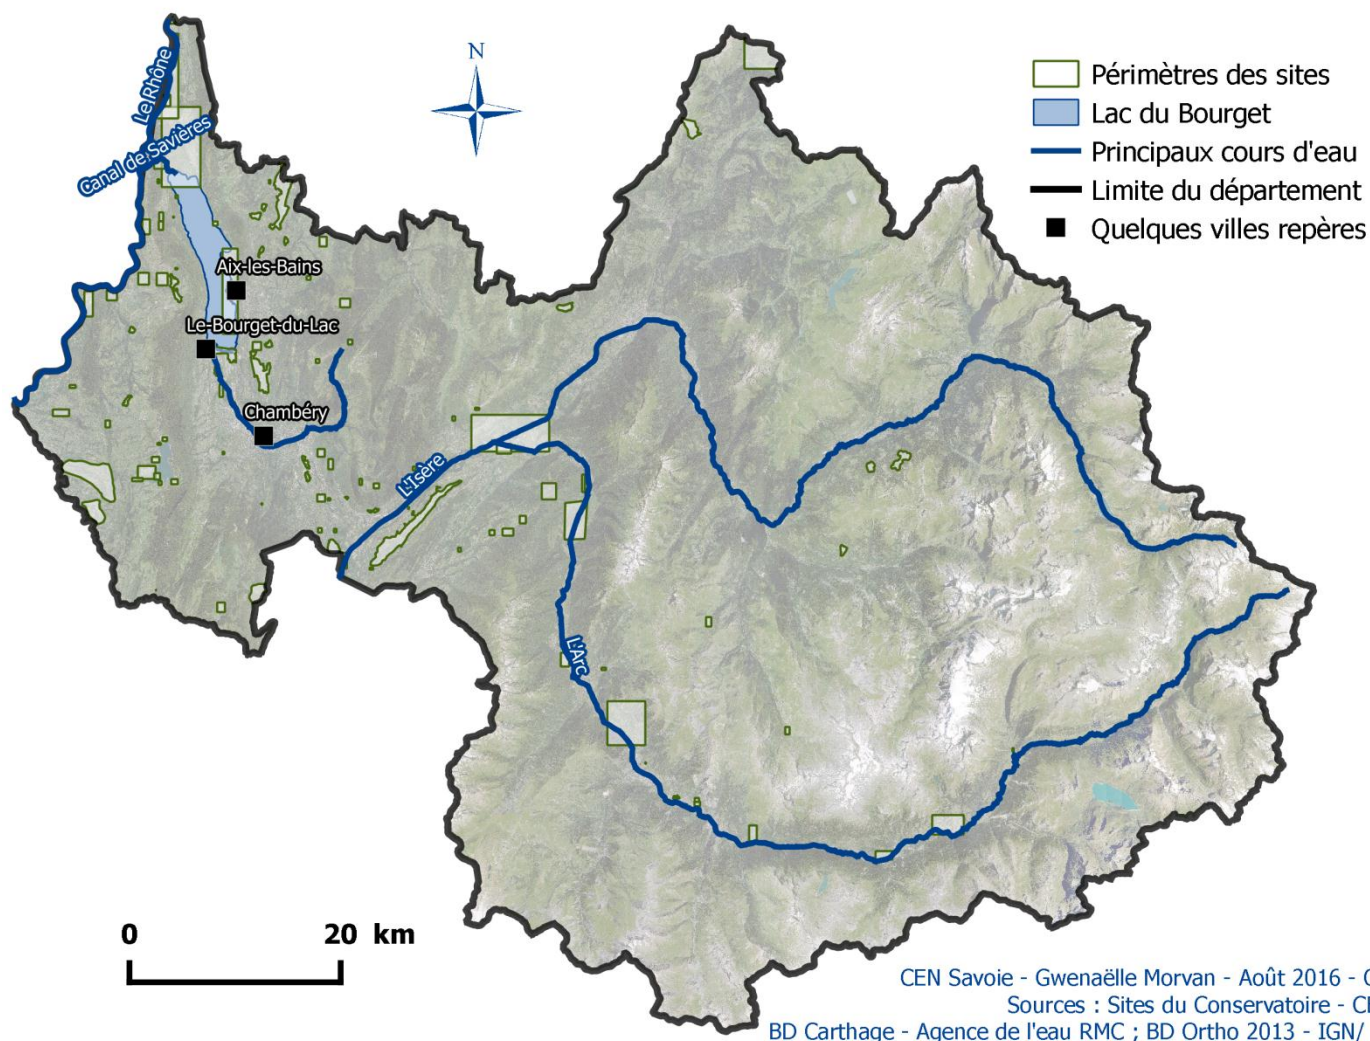 Le Rhône
Canal de Savières
N
Périmètres des sites
Lac du Bourget
Principaux cours d'eau
Limite du département
Quelques villes repères
Aix-les-Bains
Le-Bourget-du-Lac
Chambéry
L'Isère
L'Arc
0 20 km
CEN Savoie - Gwenaëlle Morvan - Août 2016 -
Sources : Sites du Conservatoire -
BD Carthage - Agence de l'eau RMC ; BD Ortho 2013 - IGN/